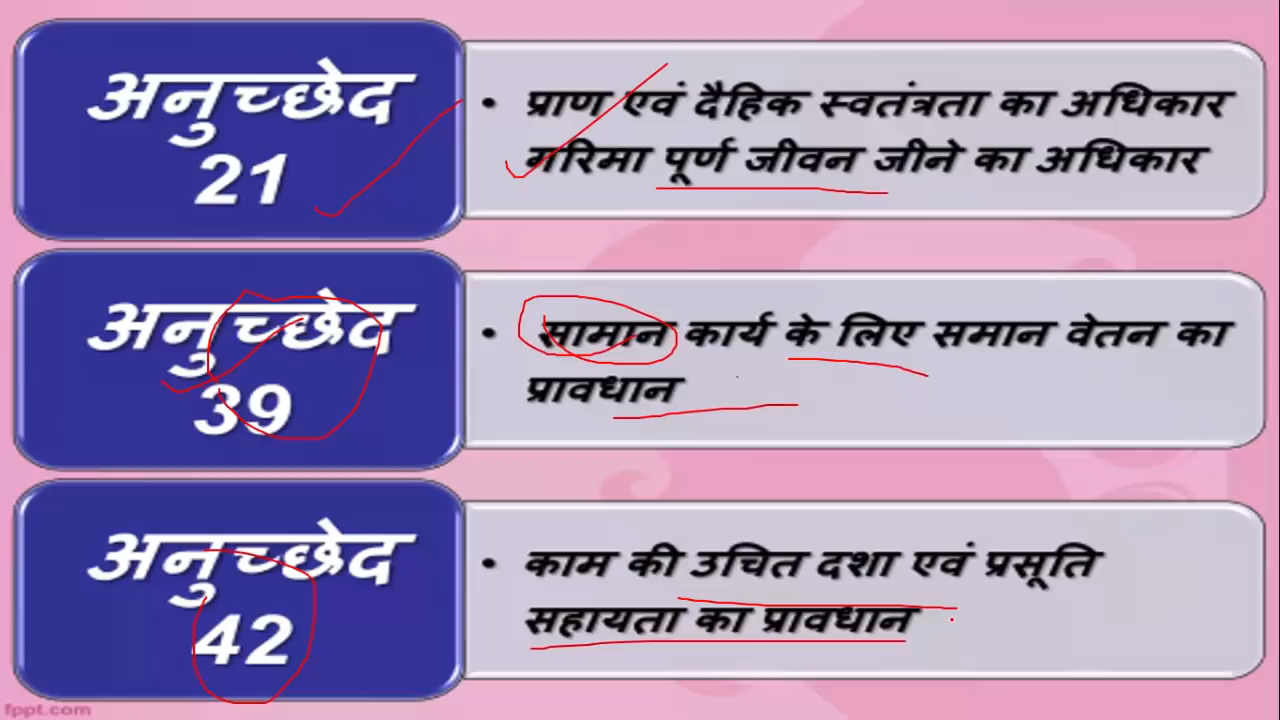 अनुच्छेद
21
• प्राण एवं दैहिक स्वतंत्रता का अधिकार
गरिमा पूर्ण जीवन जीने का अधिकार
अनुच्छेद
39
• सामान कार्य के लिए समान वेतन का
प्रावधान
अनुच्छेद
42
• काम की उचित दशा एवं प्रसूति
सहायता का प्रावधान
fppt.com